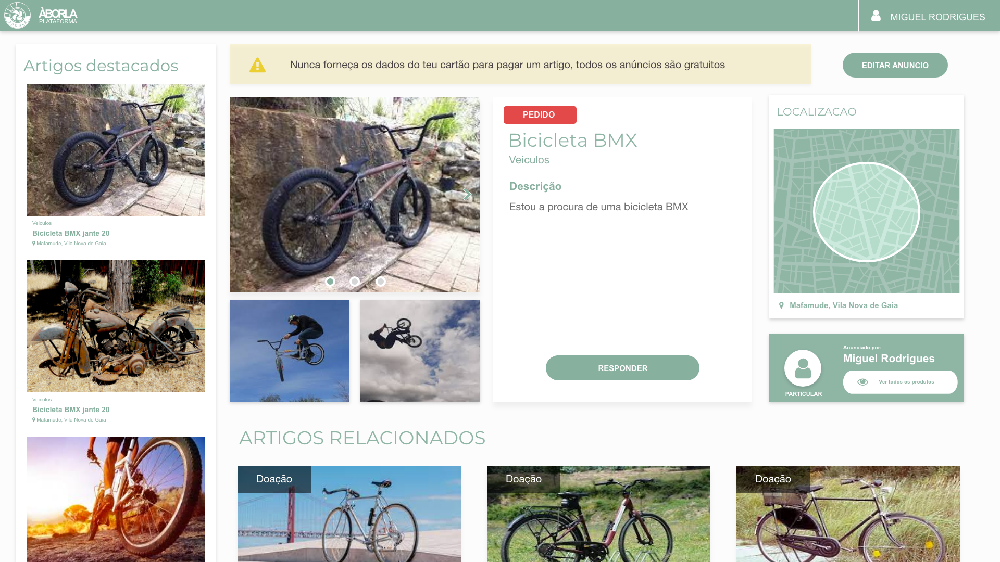 ÀBORLA
PLATAFORMA
ÀBORLA
MIGUEL RODRIGUES
Artigos destacados
Veiculos
Bicicleta BMX jante 20
Mafamude, Vila Nova de Gaia
Veiculos
Bicicleta BMX jante 20
Mafamude, Vila Nova de Gaia
Nunca forneça os dados do teu cartão para pagar um artigo, todos os anúncios são gratuitos
EDITAR ANUNCIO
PEDIDO
Bicicleta BMX
Veiculos
Descrição
Estou a procura de uma bicicleta BMX
RESPONDER
LOCALIZACAO
Mafamude, Vila Nova de Gaia
Anunciado por:
Miguel Rodrigues
Ver todos os produtos
PARTICULAR
ARTIGOS RELACIONADOS
Doação
Doação
Doação